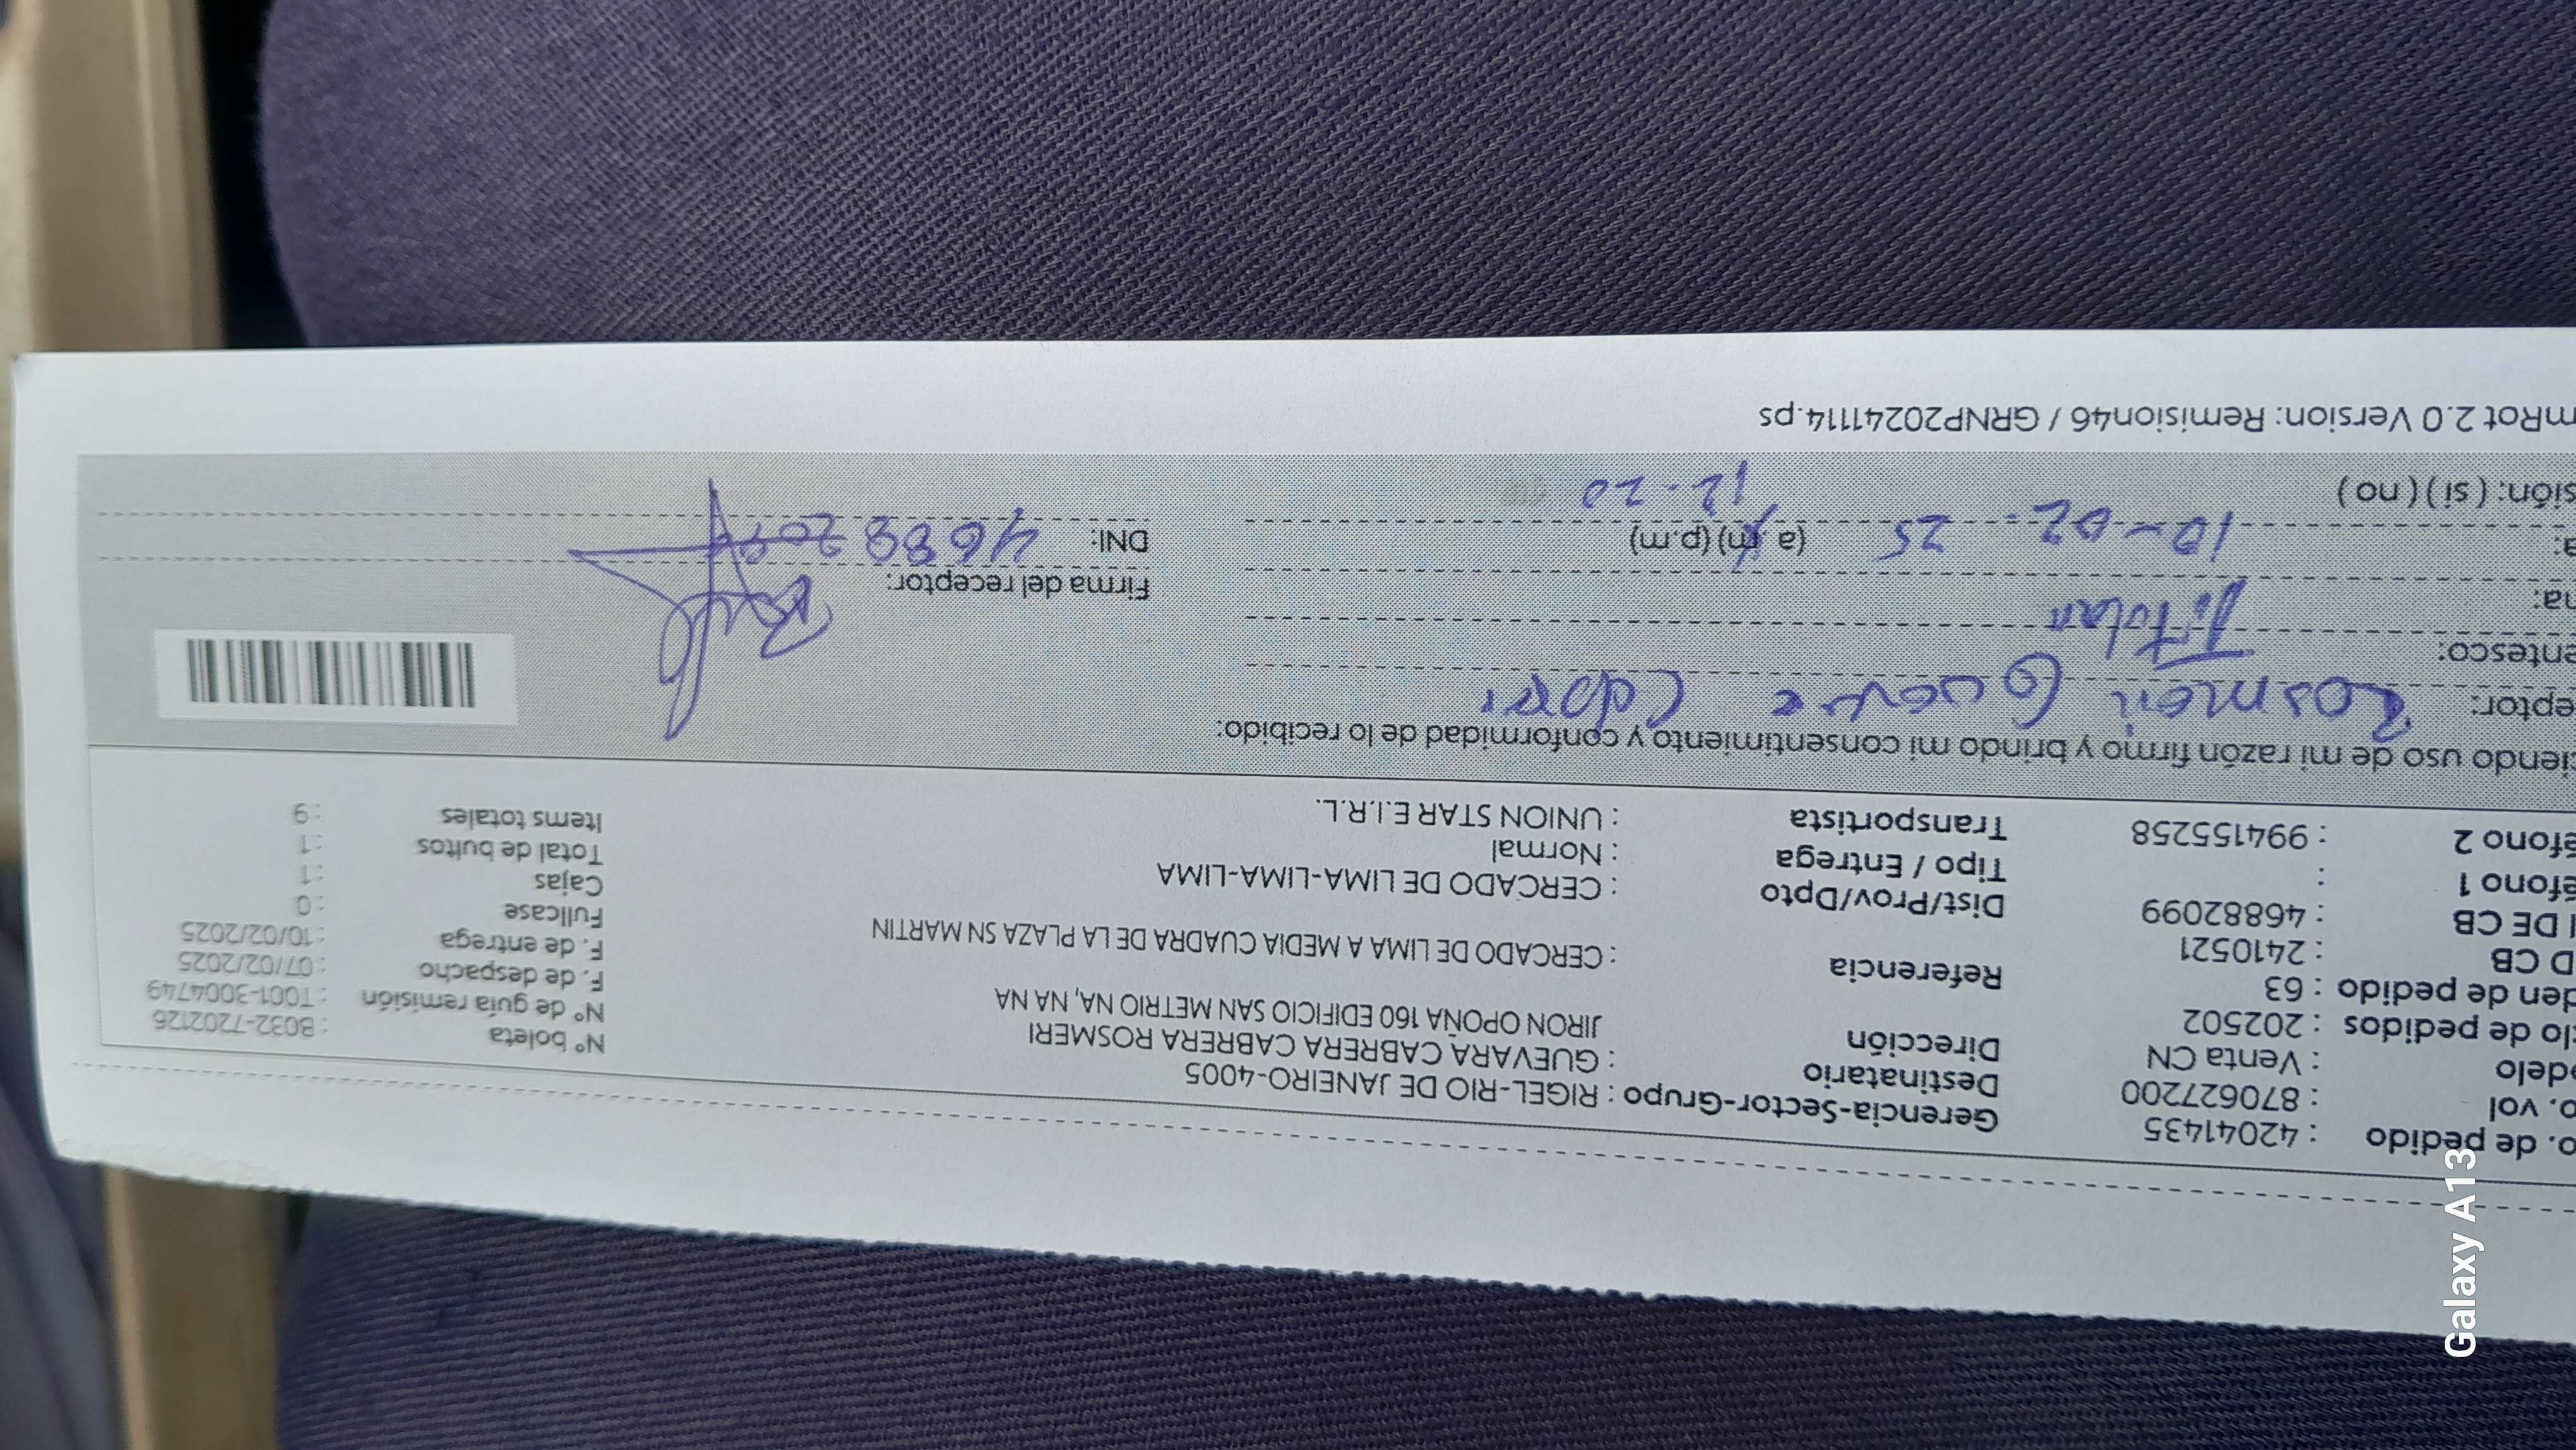 o. de pedido : 42041435 Gerencia-Sector-Grupo : RIGEL-RIO DE JANEIRO-4005
o. vol : 870627200 Destinatario : GUEVARA CABRERA CABRERA ROSMERI Nº boleta : B032-7202126
odelo : Venta CN Dirección JIRON OPOÑA 160 EDIFICIO SAN METRIO NA, NA NA Nº de guía remisión : T001-3004749
clo de pedidos : 202502 F. de despacho : 07/02/2025
den de pedido : 63 Referencia : CERCADO DE LIMA A MEDIA CUADRA DE LA PLAZA SN MARTIN F. de entrega : 10/02/2025
D CB : 2410521 Fullcase : 0
I DE CB : 46882099 Dist/Prov/Dpto : CERCADO DE LIMA-LIMA-LIMA Cajas : 1
éfono 1 : Tipo / Entrega : Normal Total de bultos : 1
éfono 2 : 994155258 Transportista : UNION STAR E.I.R.L. Items totales : 9
ciendo uso de mi razón firmo y brindo mi consentimiento y conformidad de lo recibido:
eptor: Rosmeri
entesco: Titular
na: Firma del receptor:
a: 10-02-25 (a.m) (p.m) DNI:
sión: ( si ) ( no ) 12-20
mRot 2.0 Version: Remision46 / GRNP20241114.ps
Galaxy A13